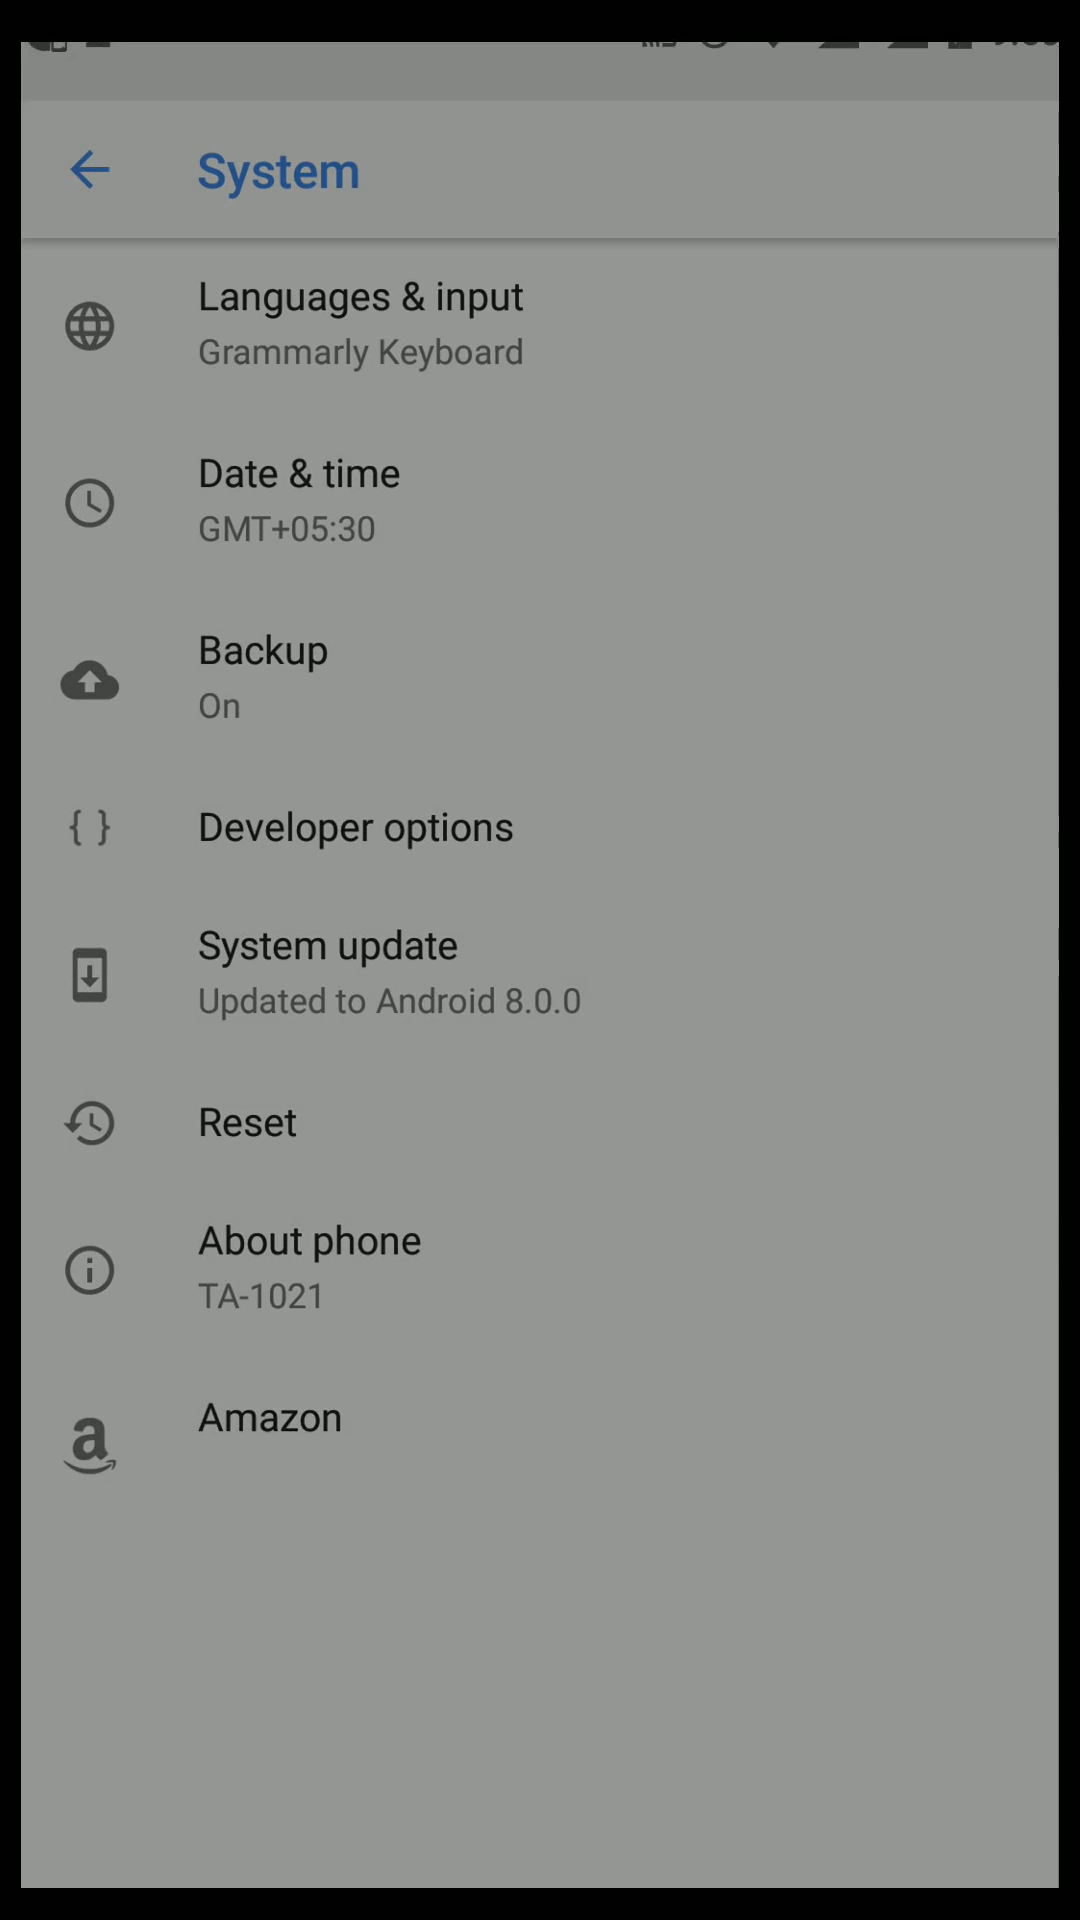 System
Languages & input
Grammarly Keyboard
Date & time
GMT+05:30
Backup
On
{ } Developer options
System update
Updated to Android 8.0.0
Reset
About phone
TA-1021
Amazon